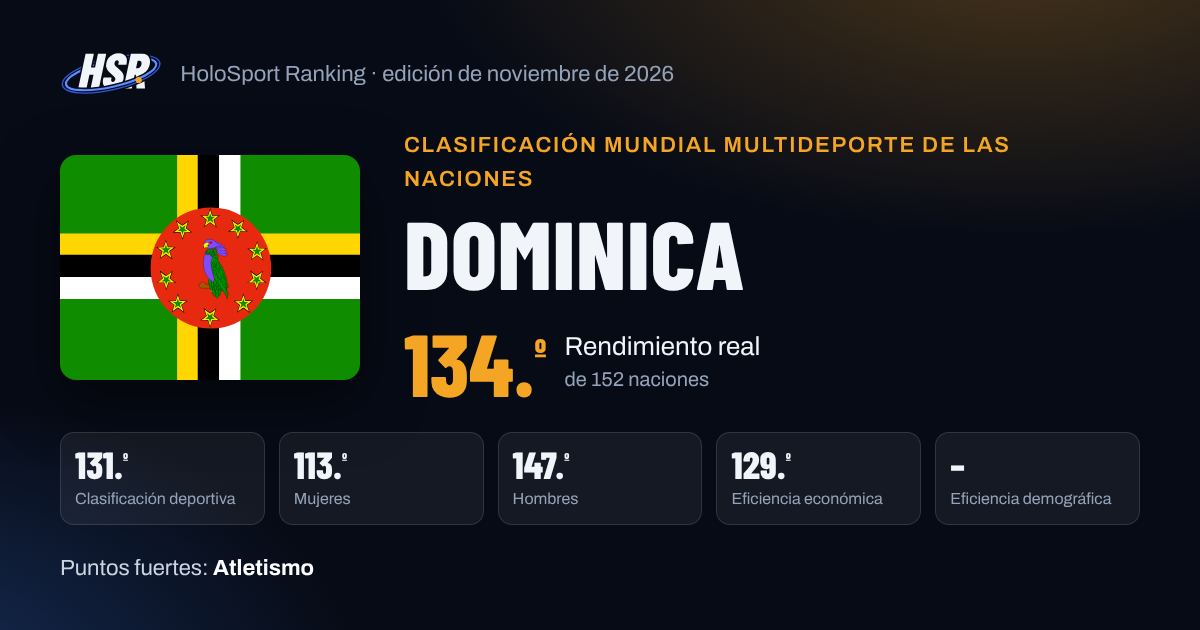 HSR HoloSport Ranking · edición de noviembre de 2026
CLASIFICACIÓN MUNDIAL MULTIDEPORTE DE LAS
NACIONES
DOMINICA
134.º Rendimiento real
de 152 naciones
131.º
Clasificación deportiva
113.º
Mujeres
147.º
Hombres
129.º
Eficiencia económica
–
Eficiencia demográfica
Puntos fuertes: Atletismo